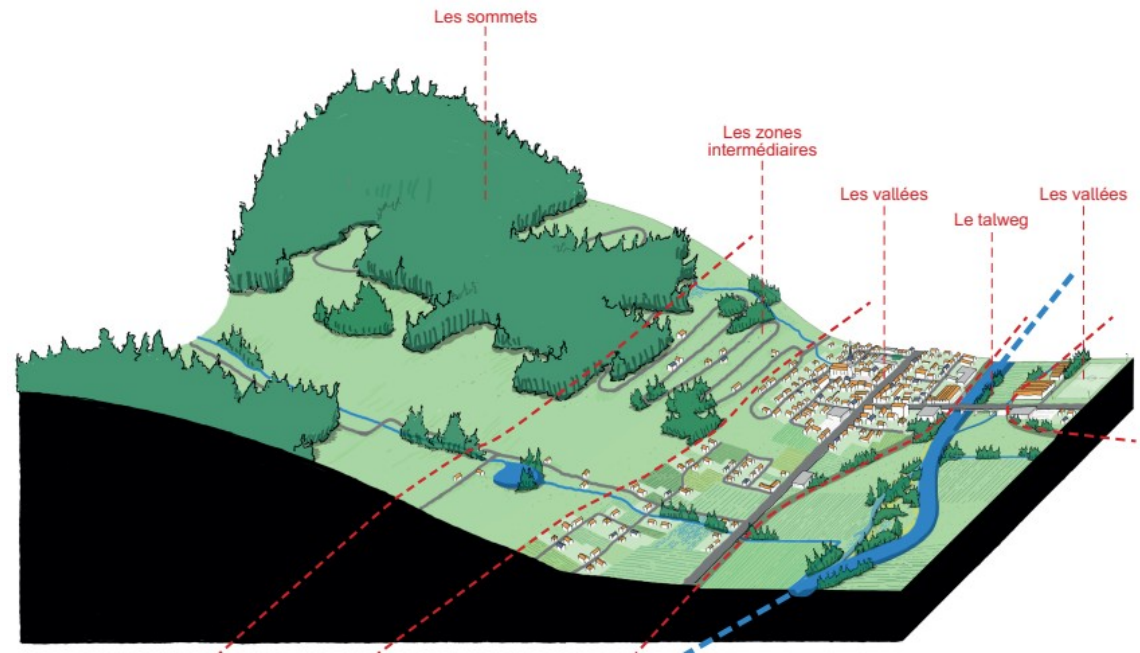 Les sommets
Les zones
intermédiaires
Les vallées
Le talweg
Les vallées